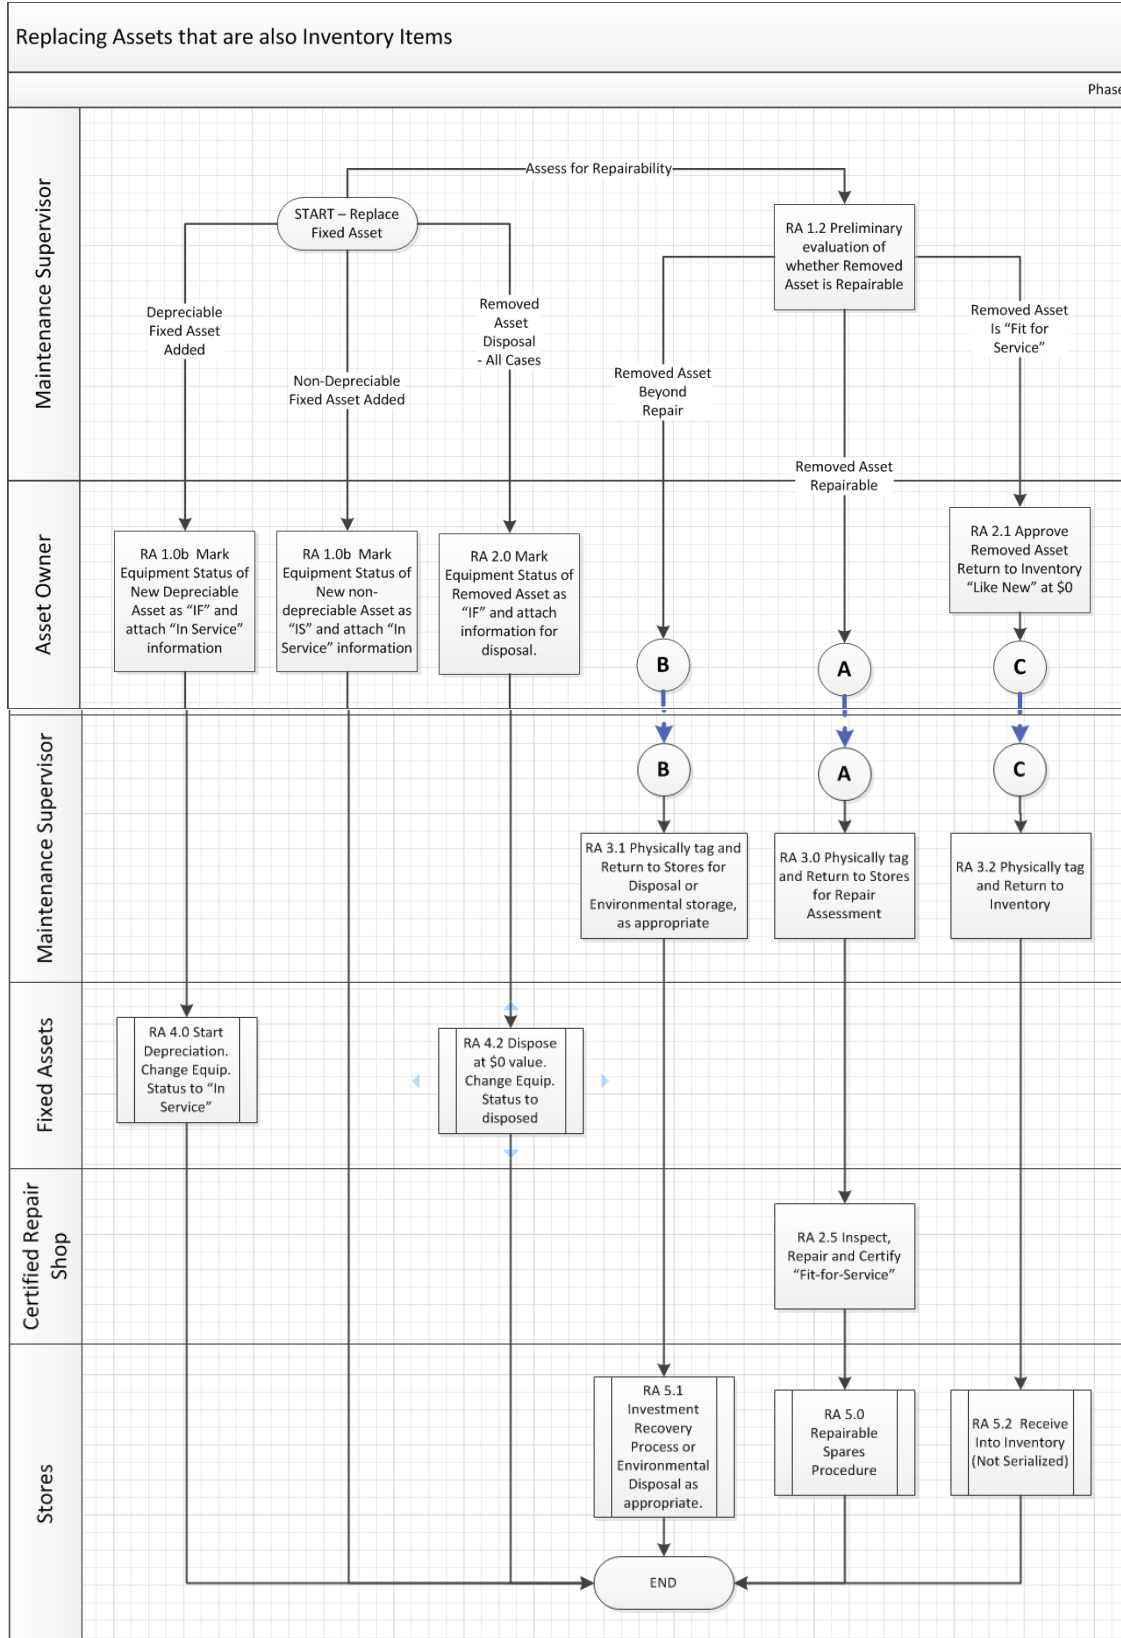 Replacing Assets that are also Inventory Items
Phase
Maintenance Supervisor
Assess for Repairability
START – Replace
Fixed Asset
RA 1.2 Preliminary
evaluation of
whether Removed
Asset is Repairable
Depreciable
Fixed Asset
Added
Non-Depreciable
Fixed Asset Added
Removed
Asset
Disposal
- All Cases
Removed Asset
Beyond
Repair
Removed Asset
Is “Fit for
Service”
Removed Asset
Repairable
Asset Owner
RA 1.0b Mark
Equipment Status of
New Depreciable
Asset as “IF” and
attach “In Service”
information
RA 1.0b Mark
Equipment Status of
New non-
depreciable Asset as
“IS” and attach “In
Service” information
RA 2.0 Mark
Equipment Status of
Removed Asset as
“IF” and attach
information for
disposal.
RA 2.1 Approve
Removed Asset
Return to Inventory
“Like New” at $0
B
A
C
Maintenance Supervisor
B
A
C
RA 3.1 Physically tag and
Return to Stores for
Disposal or
Environmental storage,
as appropriate
RA 3.0 Physically tag
and Return to Stores
for Repair
Assessment
RA 3.2 Physically tag
and Return to
Inventory
Fixed Assets
RA 4.0 Start
Depreciation.
Change Equip.
Status to “In
Service”
RA 4.2 Dispose
at $0 value.
Change Equip.
Status to
disposed
Certified Repair
Shop
RA 2.5 Inspect,
Repair and Certify
“Fit-for-Service”
Stores
RA 5.1
Investment
Recovery
Process or
Environmental
Disposal as
appropriate.
RA 5.0
Repairable
Spares
Procedure
RA 5.2 Receive
Into Inventory
(Not Serialized)
END